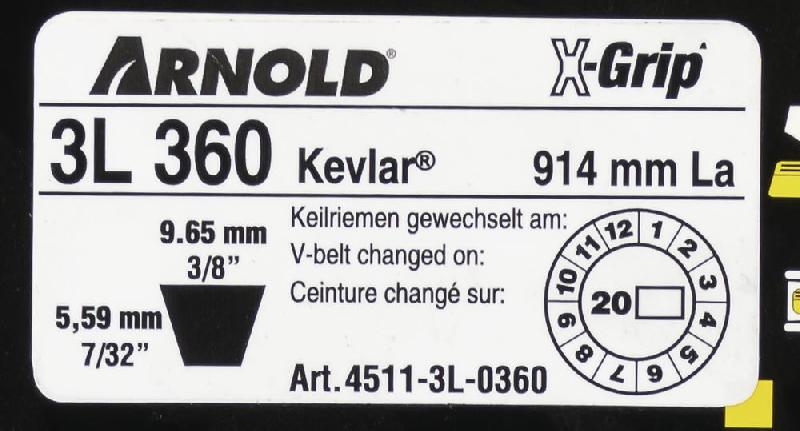 ARNOLD®
X-Grip
3L 360 Kevlar® 914 mm La
9.65 mm
3/8”
5,59 mm
7/32”
Keilriemen gewechselt am:
V-belt changed on:
Ceinture changé sur:
1 2 3 4 5 6 7 8 9 10 11 12
20
Art.4511-3L-0360